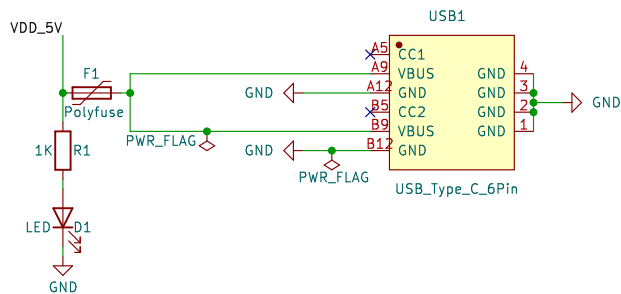 USB1
VDD_5V
F1
Polyfuse
1K
R1
LED
D1
GND
PWR_FLAG
GND
GND
PWR_FLAG
A5
CC1
A9
VBUS
A12
GND
B5
CC2
B9
VBUS
B12
GND
GND
4
GND
3
GND
2
GND
1
GND
USB_Type_C_6Pin